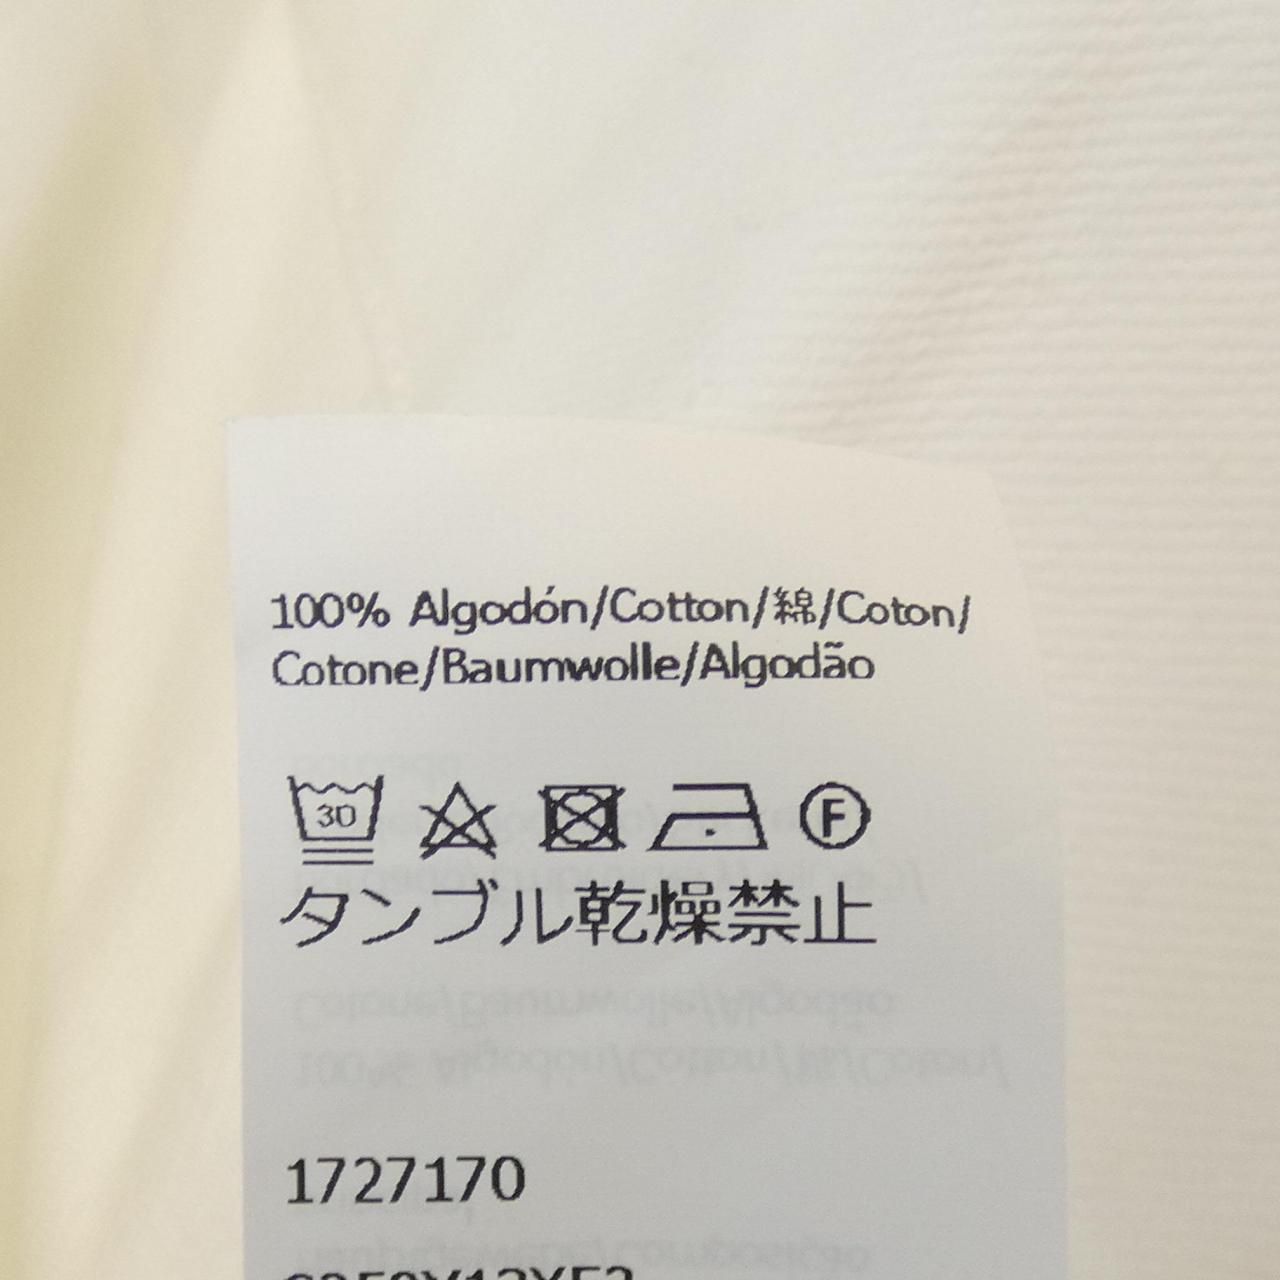 100% Algodón/Cotton/綿/Coton/
Cotone/Baumwolle/Algodão
30
F
タンブル乾燥禁止
1727170